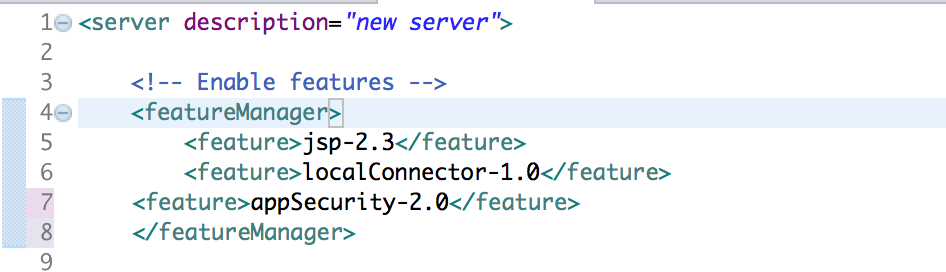 1 <server description="new server">
2
3 <!-- Enable features -->
4 <featureManager>
5 <feature>jsp-2.3</feature>
6 <feature>localConnector-1.0</feature>
7 <feature>appSecurity-2.0</feature>
8 </featureManager>
9